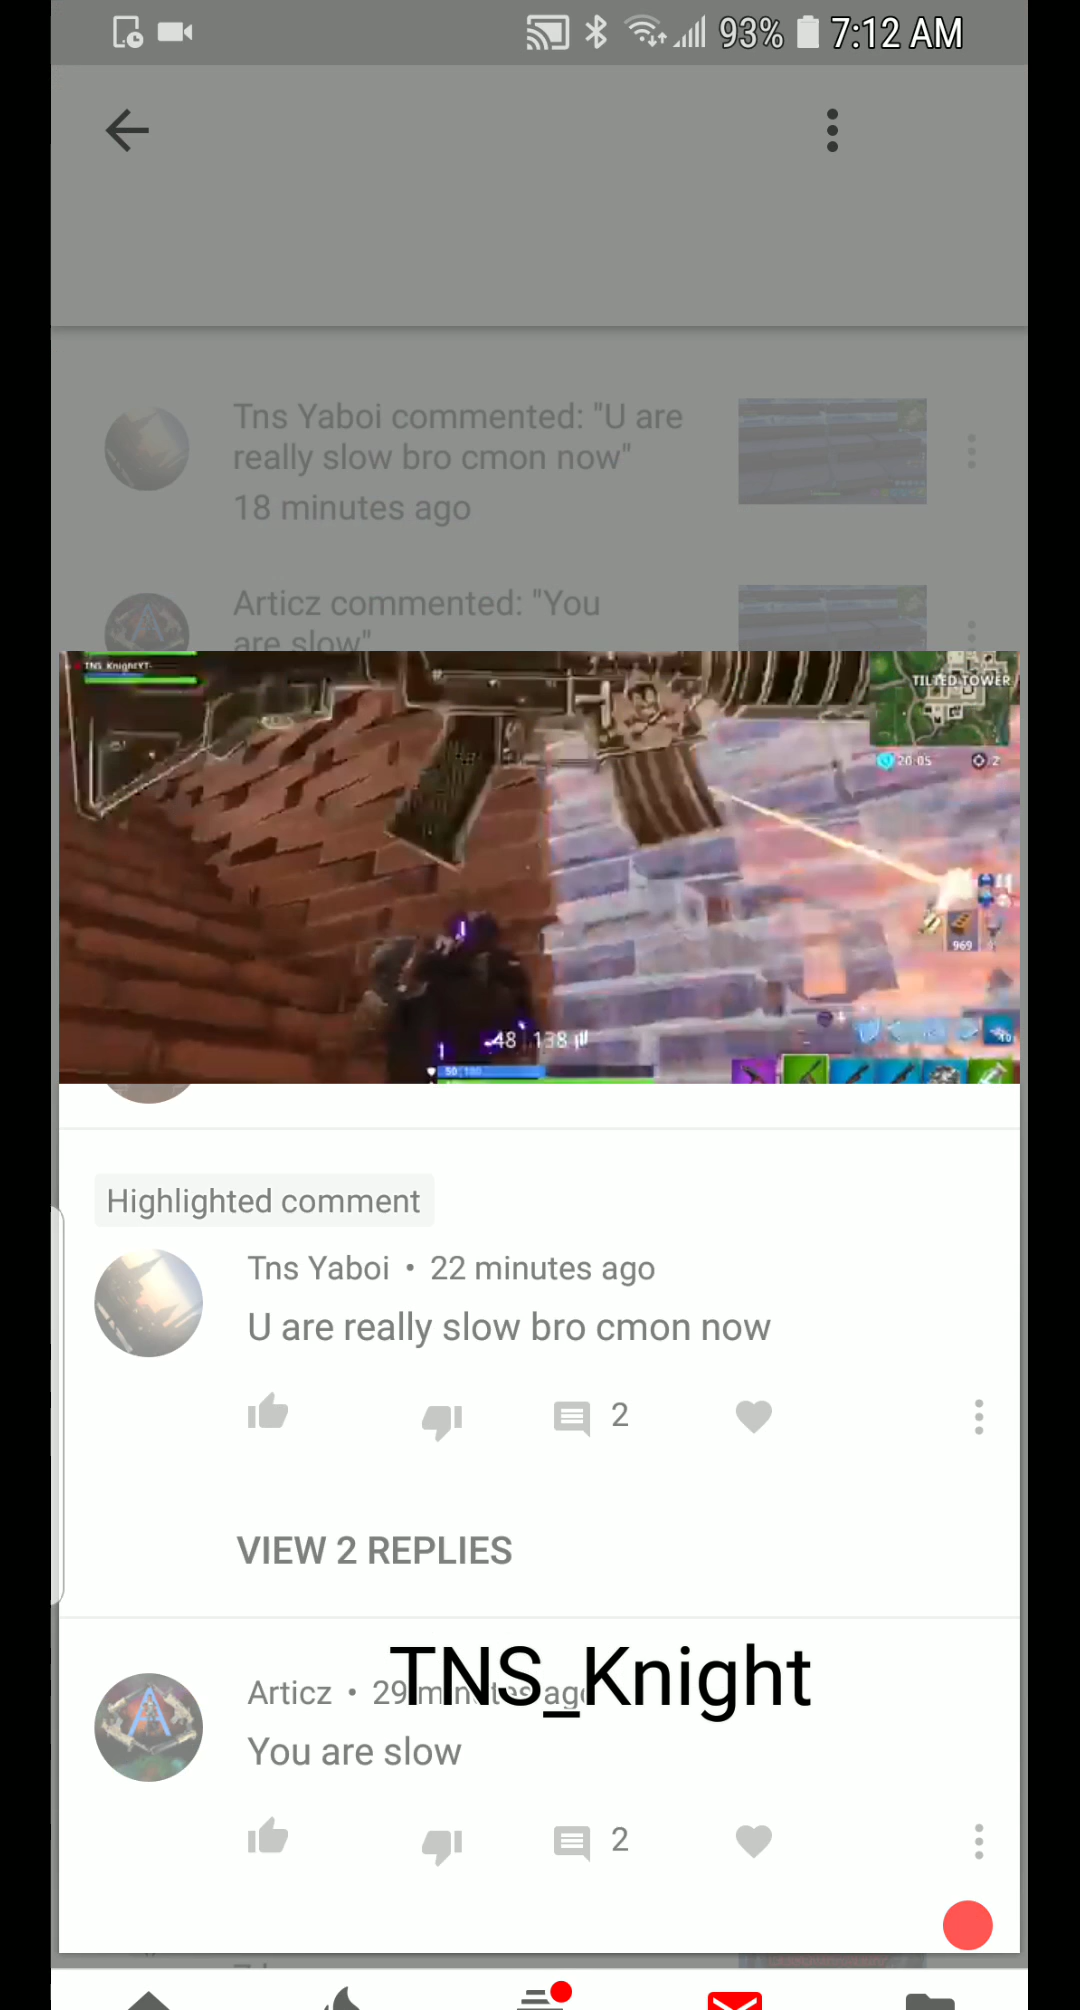 93% 7:12 AM
Tns Yaboi commented: "U are
really slow bro cmon now"
18 minutes ago
Articz commented: "You
are slow"
TNS_KnightYT-
TILTED TOWER
20:05 2
969
48 138
50 100
10
Highlighted comment
Tns Yaboi • 22 minutes ago
U are really slow bro cmon now
2
VIEW 2 REPLIES
TNS_Knight
Articz • 29 minutes ago
You are slow
2